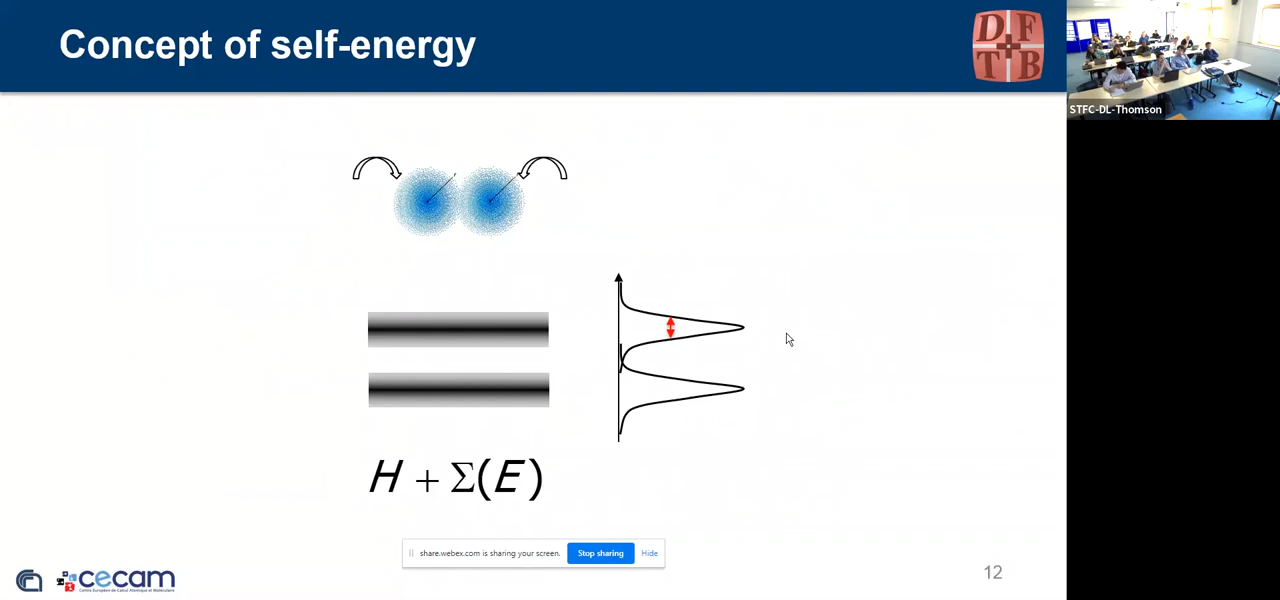 Concept of self-energy
D F
T B
STFC-DL-Thomson
H + Σ(E)
share.webex.com is sharing your screen. Stop sharing Hide
cecam
12